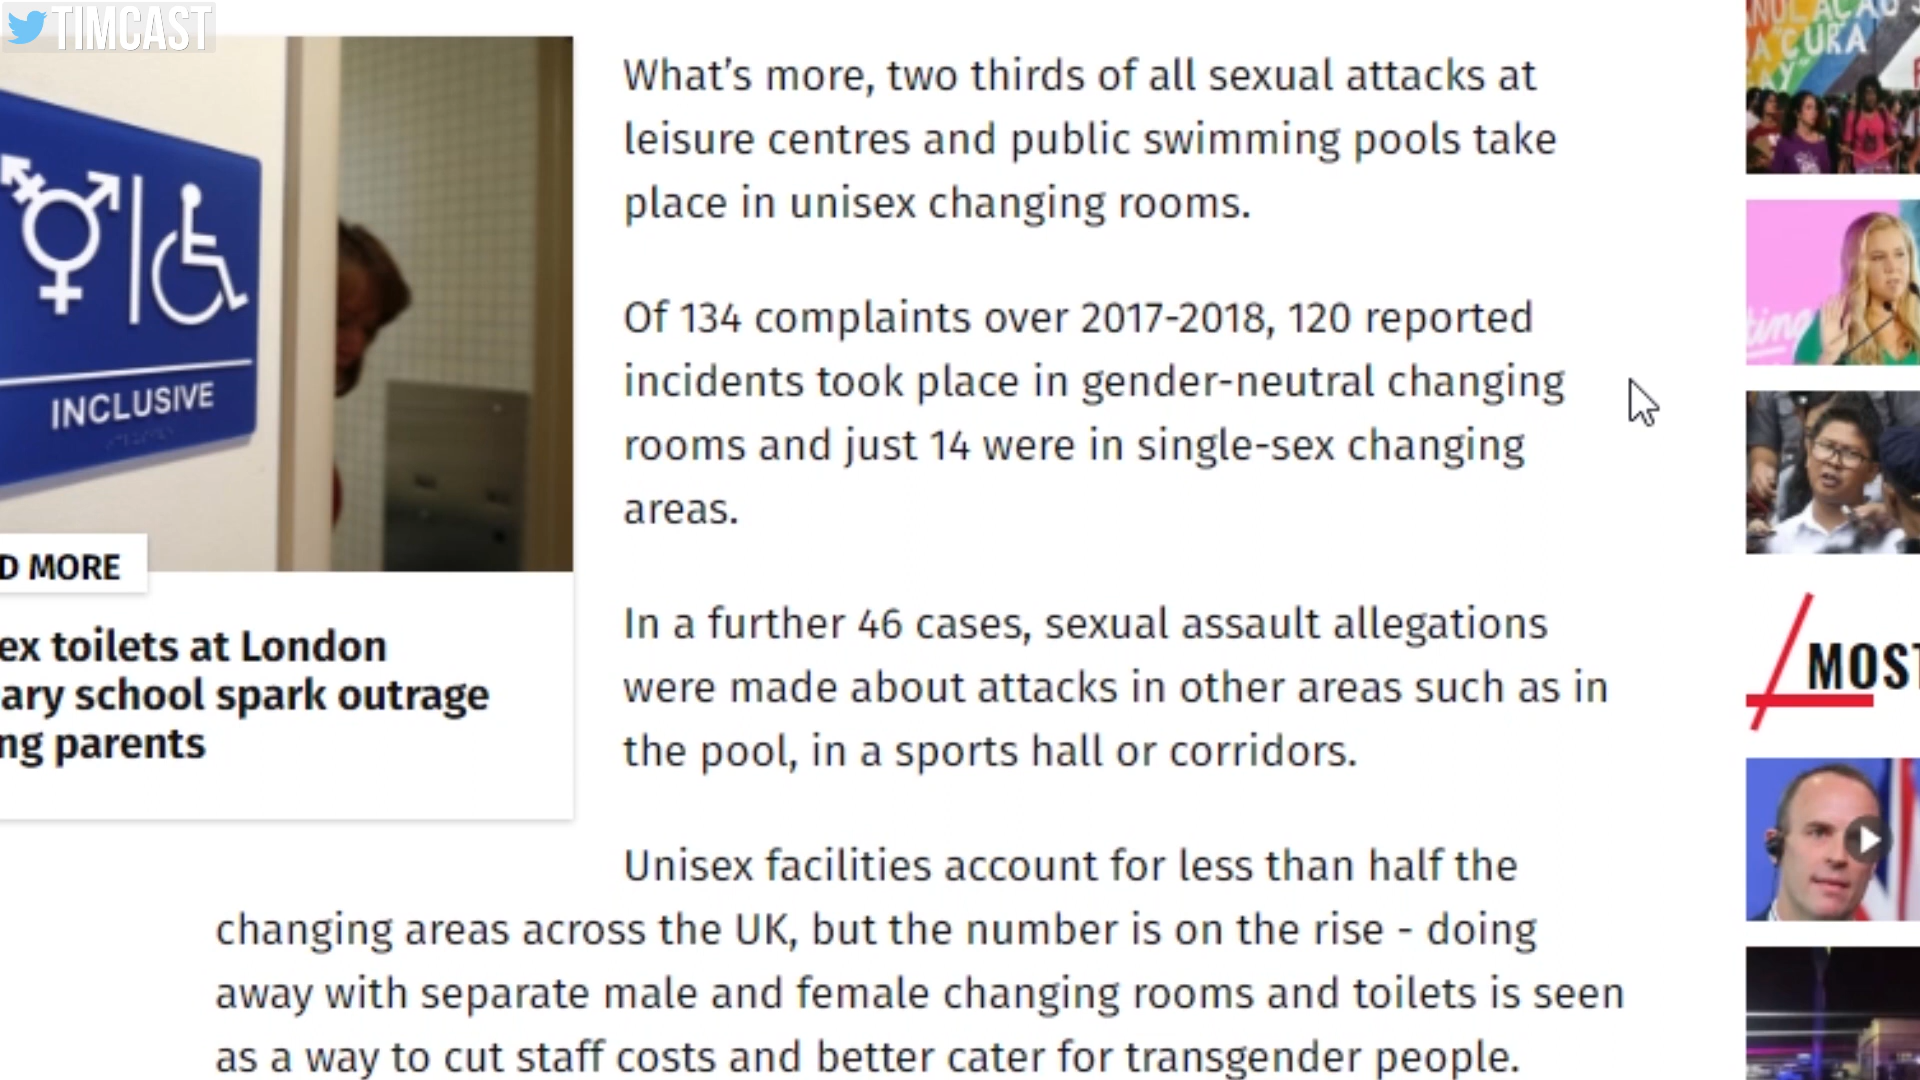 TIMCAST
What's more, two thirds of all sexual attacks at
leisure centres and public swimming pools take
place in unisex changing rooms.
Of 134 complaints over 2017-2018, 120 reported
incidents took place in gender-neutral changing
rooms and just 14 were in single-sex changing
areas.
In a further 46 cases, sexual assault allegations
were made about attacks in other areas such as in
the pool, in a sports hall or corridors.
Unisex facilities account for less than half the
changing areas across the UK, but the number is on the rise - doing
away with separate male and female changing rooms and toilets is seen
as a way to cut staff costs and better cater for transgender people.
INCLUSIVE
D MORE
ex toilets at London
ary school spark outrage
ng parents
CURA
ting
MOST